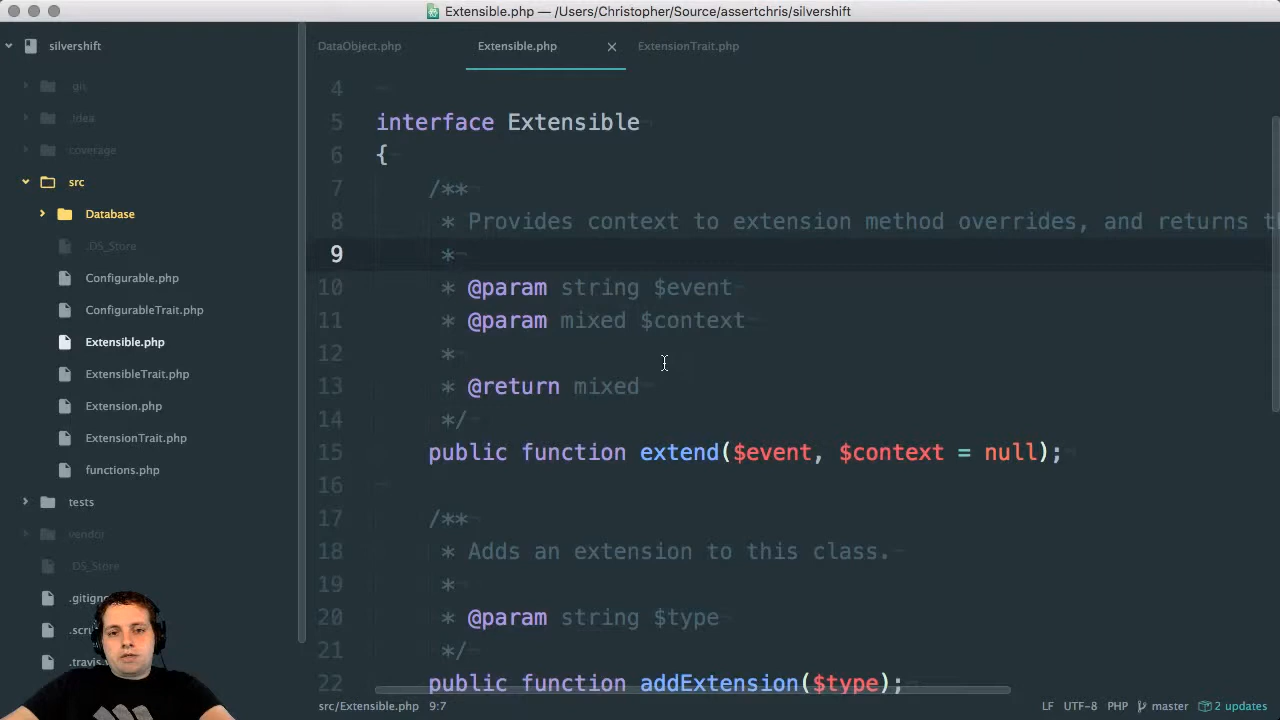 Extensible.php — /Users/Christopher/Source/assertchris/silvershift
silvershift
.git
.idea
coverage
src
Database
.DS_Store
Configurable.php
ConfigurableTrait.php
Extensible.php
ExtensibleTrait.php
Extension.php
ExtensionTrait.php
functions.php
tests
vendor
.DS_Store
DataObject.php
Extensible.php
ExtensionTrait.php
4
5 interface Extensible
6 {
7 /**
8 * Provides context to extension method overrides, and returns
9 *
10 * @param string $event
11 * @param mixed $context
12 *
13 * @return mixed
14 */
15 public function extend($event, $context = null);
16
17 /**
18 * Adds an extension to this class.
19 *
20 * @param string $type
21 */
22 public function addExtension($type);
src/Extensible.php 9:7
LF UTF-8 PHP master 2 updates